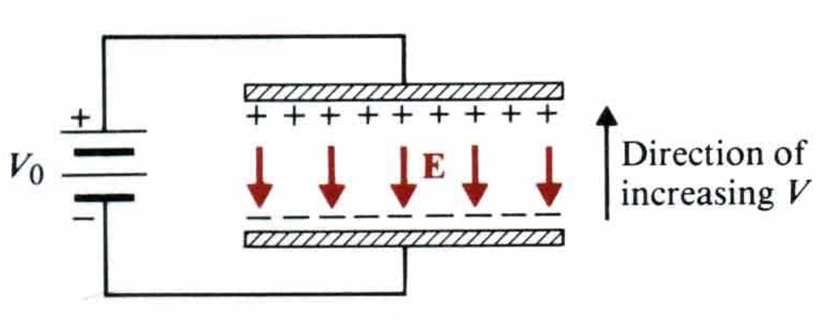 +
V0
−
+ + + + + + + + +
E
− − − − − − − − −
Direction of
increasing V